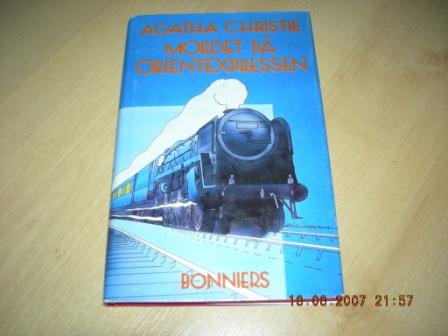 AGATHA CHRISTIE
MORDET PÅ
ORIENTEXPRESSEN
BONNIERS
18.06.2007 21:57